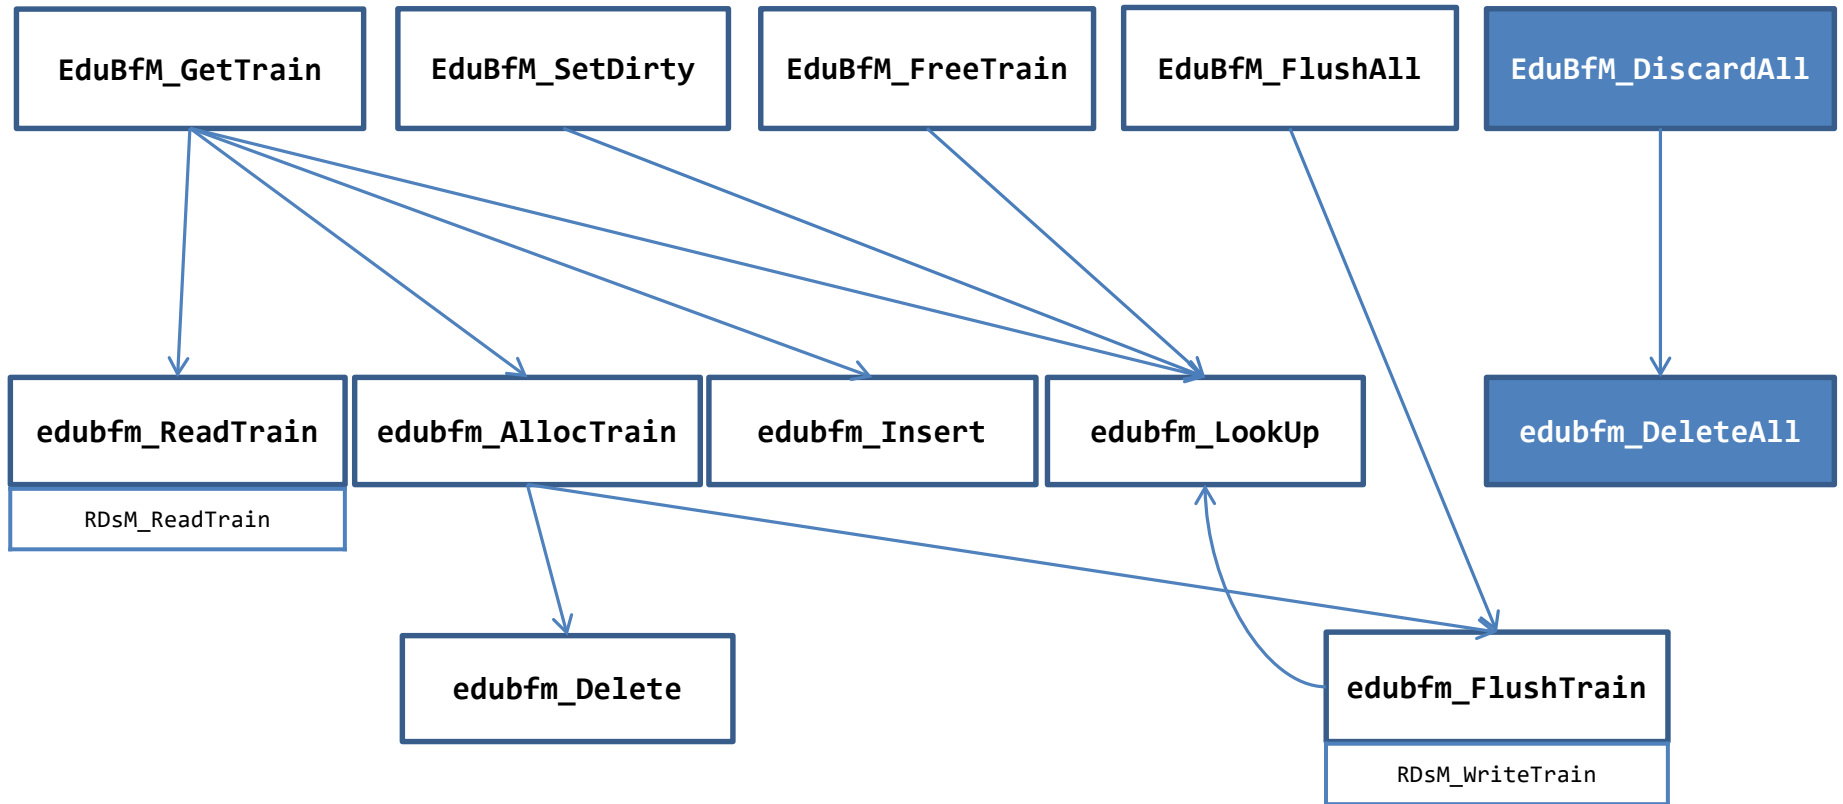 EduBfM_GetTrain
EduBfM_SetDirty
EduBfM_FreeTrain
EduBfM_FlushAll
EduBfM_DiscardAll
edubfm_ReadTrain
edubfm_AllocTrain
edubfm_Insert
edubfm_LookUp
edubfm_DeleteAll
RDsM_ReadTrain
edubfm_Delete
edubfm_FlushTrain
RDsM_WriteTrain